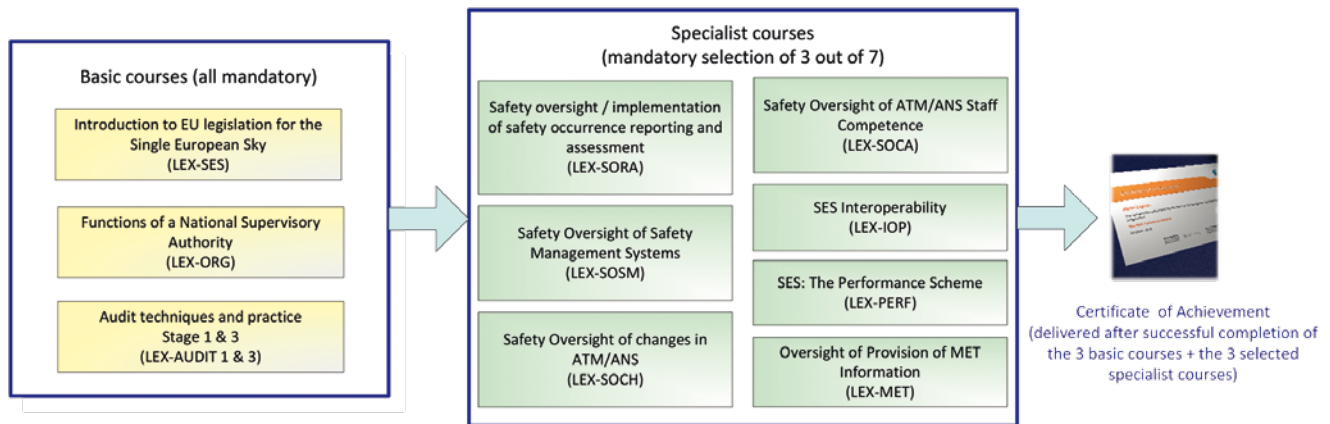 Basic courses (all mandatory)
Introduction to EU legislation for the
Single European Sky
(LEX-SES)
Functions of a National Supervisory
Authority
(LEX-ORG)
Audit techniques and practice
Stage 1 & 3
(LEX-AUDIT 1 & 3)
Specialist courses
(mandatory selection of 3 out of 7)
Safety oversight / implementation
of safety occurrence reporting and
assessment
(LEX-SORA)
Safety Oversight of Safety
Management Systems
(LEX-SOSM)
Safety Oversight of changes in
ATM/ANS
(LEX-SOCH)
Safety Oversight of ATM/ANS Staff
Competence
(LEX-SOCA)
SES Interoperability
(LEX-IOP)
SES: The Performance Scheme
(LEX-PERF)
Oversight of Provision of MET
Information
(LEX-MET)
Certificate of Achievement
(delivered after successful completion of
the 3 basic courses + the 3 selected
specialist courses)